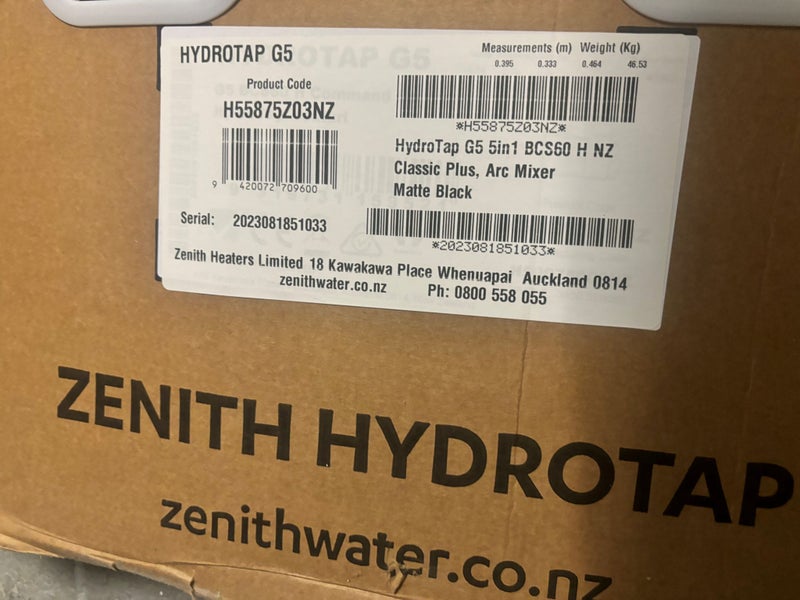 HYDROTAP G5
Measurements (m) Weight (Kg)
0.395 0.333 0.464 46.53
Product Code
H55875Z03NZ
*H55875Z03NZ*
HydroTap G5 5in1 BCS60 H NZ
Classic Plus, Arc Mixer
Matte Black
9 420072 709600
Serial: 2023081851033
*2023081851033*
Zenith Heaters Limited 18 Kawakawa Place Whenuapai Auckland 0814
zenithwater.co.nz Ph: 0800 558 055
ZENITH HYDROTAP
zenithwater.co.nz